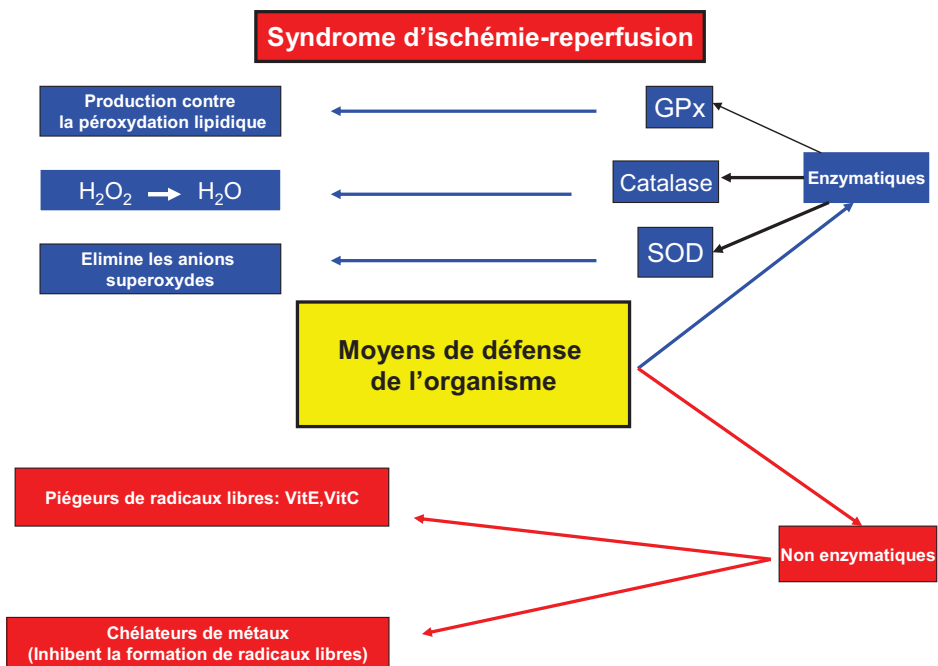 Syndrome d'ischémie-reperfusion
Production contre
la péroxydation lipidique
GPx
H₂O₂ → H₂O
Catalase
Enzymatiques
Elimine les anions
superoxydes
SOD
Moyens de défense
de l'organisme
Piégeurs de radicaux libres: VitE,VitC
Non enzymatiques
Chélateurs de métaux
(Inhibent la formation de radicaux libres)